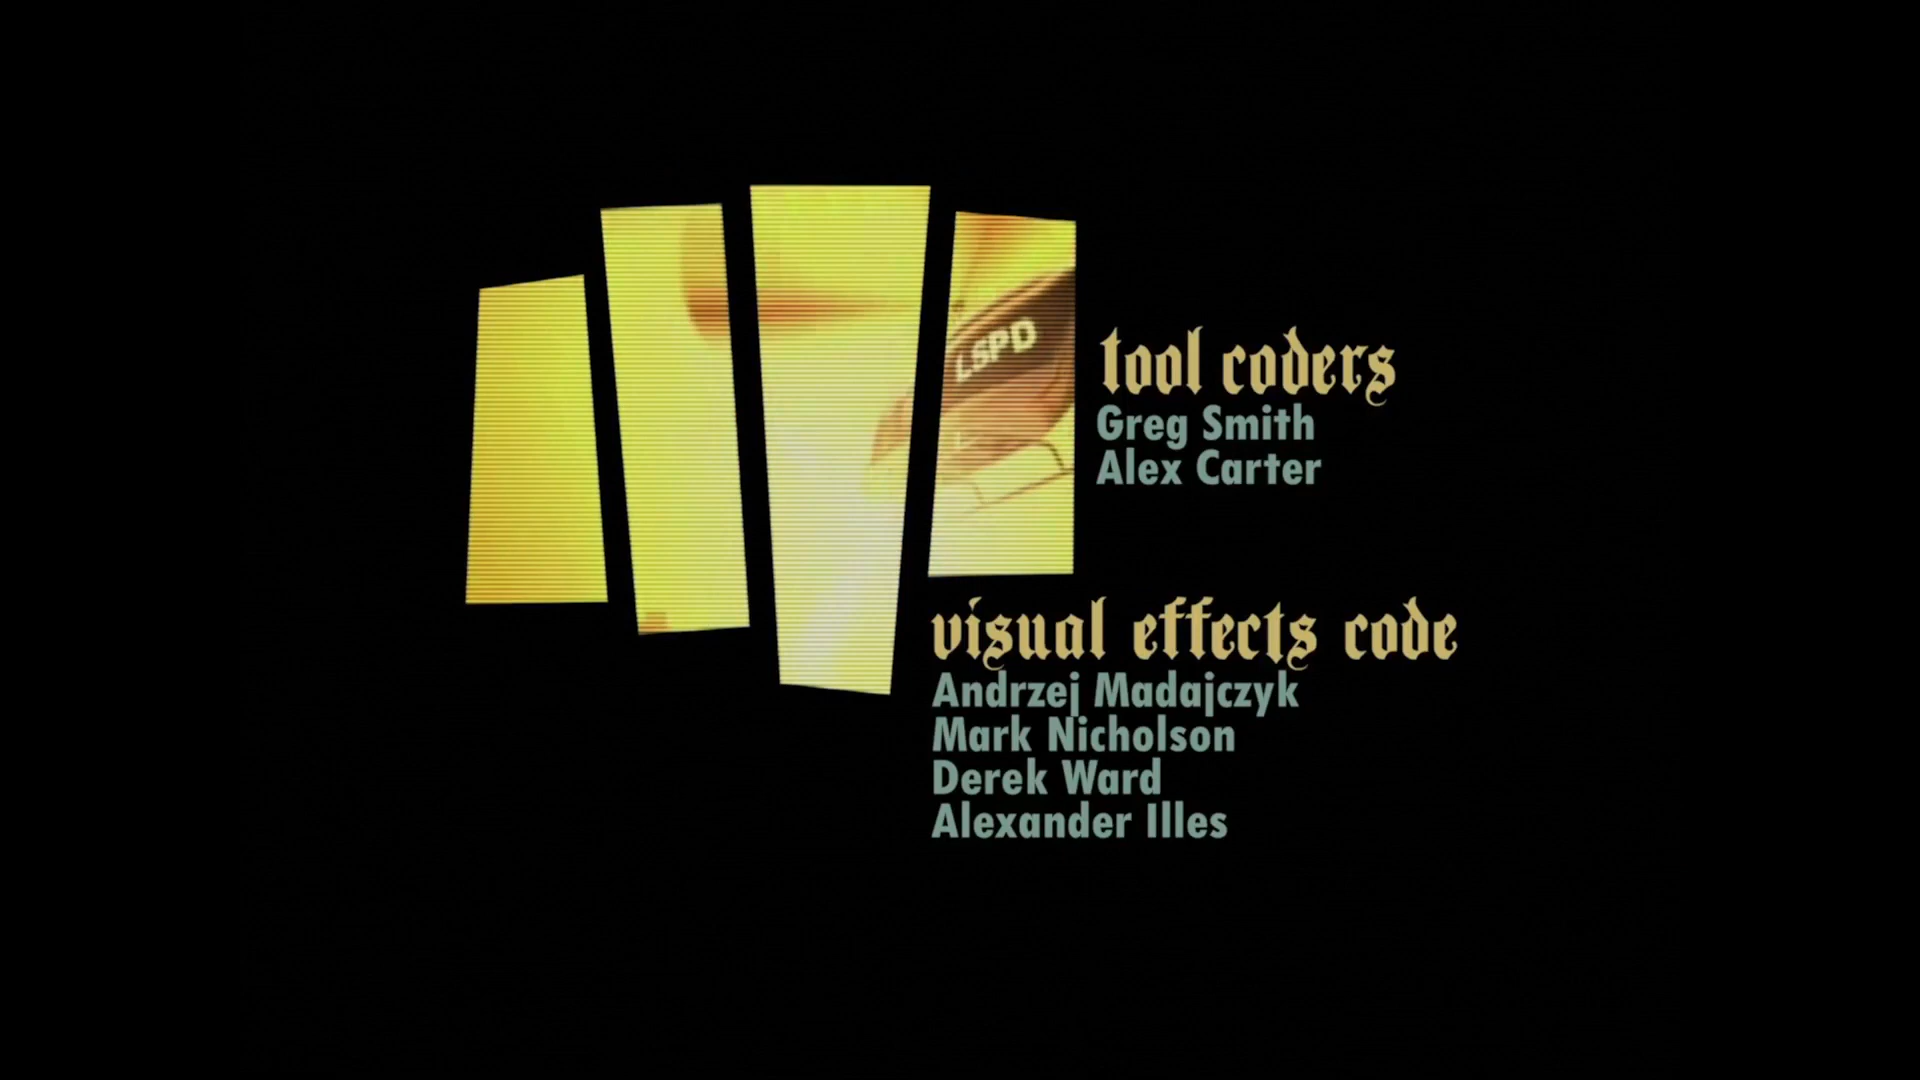 LSPD
tool coders
Greg Smith
Alex Carter
visual effects code
Andrzej Madajczyk
Mark Nicholson
Derek Ward
Alexander Illes